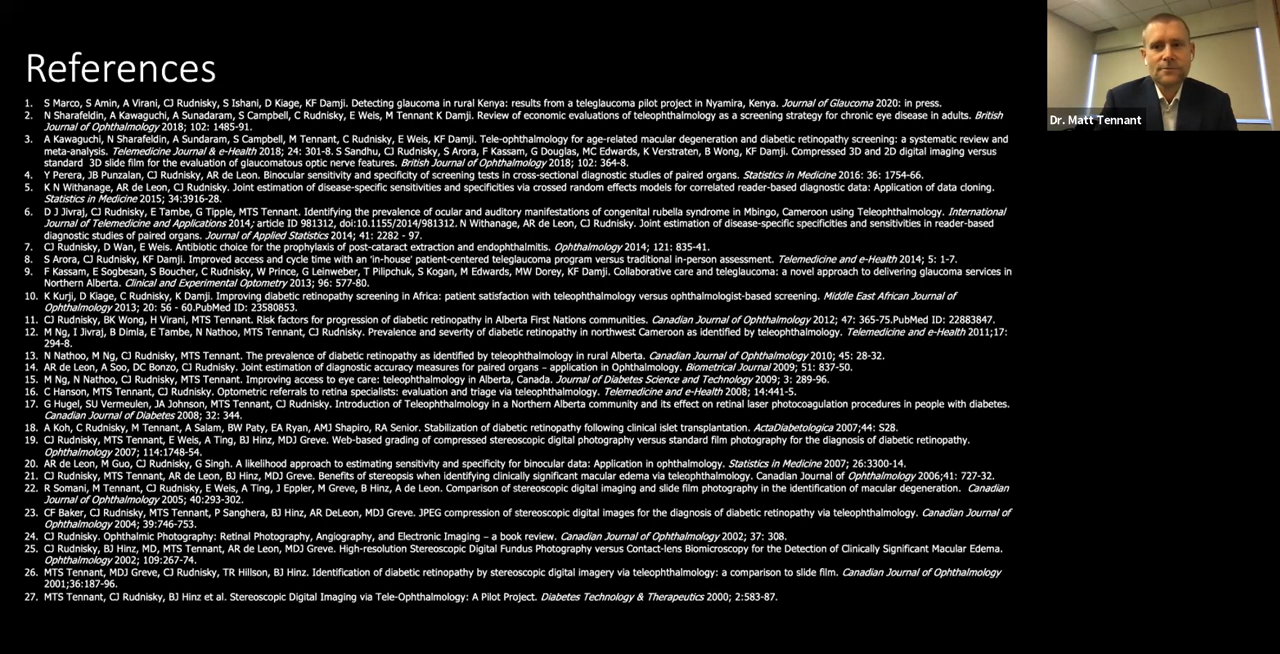 References
1. S Marco, S Amin, A Virani, CJ Rudnisky, S Ishani, D Kiage, KF Damji. Detecting glaucoma in rural Kenya: results from a teleglaucoma pilot project in Nyamira, Kenya. Journal of Glaucoma 2020: in press.
2. N Sharafeldin, A Kawaguchi, A Sunadaram, S Campbell, C Rudnisky, E Weis, M Tennant K Damji. Review of economic evaluations of teleophthalmology as a screening strategy for chronic eye disease in adults. British
Journal of Ophthalmology 2018; 102: 1485-91.
3. A Kawaguchi, N Sharafeldin, A Sundaram, S Campbell, M Tennant, C Rudnisky, E Weis, KF Damji. Tele-ophthalmology for age-related macular degeneration and diabetic retinopathy screening: a systematic review and
meta-analysis. Telemedicine Journal & e-Health 2018; 24: 301-8. S Sandhu, CJ Rudnisky, S Arora, F Kassam, G Douglas, MC Edwards, K Verstraten, B Wong, KF Damji. Compressed 3D and 2D digital imaging versus
standard 3D slide film for the evaluation of glaucomatous optic nerve features. British Journal of Ophthalmology 2018; 102: 364-8.
4. Y Perera, JB Punzalan, CJ Rudnisky, AR de Leon. Binocular sensitivity and specificity of screening tests in cross-sectional diagnostic studies of paired organs. Statistics in Medicine 2016: 36: 1754-66.
5. K N Withanage, AR de Leon, CJ Rudnisky. Joint estimation of disease-specific sensitivities and specificities via crossed random effects models for correlated reader-based diagnostic data: Application of data cloning.
Statistics in Medicine 2015; 34:3916-28.
6. D J Jivraj, CJ Rudnisky, E Tambe, G Tipple, MTS Tennant. Identifying the prevalence of ocular and auditory manifestations of congenital rubella syndrome in Mbingo, Cameroon using Teleophthalmology. International
Journal of Telemedicine and Applications 2014; article ID 981312, doi:10.1155/2014/981312. N Withanage, AR de Leon, CJ Rudnisky. Joint estimation of disease-specific specificities and sensitivities in reader-based
diagnostic studies of paired organs. Journal of Applied Statistics 2014; 41: 2282 - 97.
7. CJ Rudnisky, D Wan, E Weis. Antibiotic choice for the prophylaxis of post-cataract extraction and endophthalmitis. Ophthalmology 2014; 121: 835-41.
8. S Arora, CJ Rudnisky, KF Damji. Improved access and cycle time with an 'in-house' patient-centered teleglaucoma program versus traditional in-person assessment. Telemedicine and e-Health 2014; 5: 1-7.
9. F Kassam, E Sogbesan, S Boucher, C Rudnisky, W Prince, G Leinweber, T Pilipchuk, S Kogan, M Edwards, MW Dorey, KF Damji. Collaborative care and teleglaucoma: a novel approach to delivering glaucoma services in
Northern Alberta. Clinical and Experimental Optometry 2013; 96: 577-80.
10. K Kurji, D Kiage, C Rudnisky, K Damji. Improving diabetic retinopathy screening in Africa: patient satisfaction with teleophthalmology versus ophthalmologist-based screening. Middle East African Journal of
Ophthalmology 2013; 20: 56 - 60.PubMed ID: 23580853.
11. CJ Rudnisky, BK Wong, H Virani, MTS Tennant. Risk factors for progression of diabetic retinopathy in Alberta First Nations communities. Canadian Journal of Ophthalmology 2012; 47: 365-75.PubMed ID: 22883847.
12. M Ng, I Jivraj, B Dimla, E Tambe, N Nathoo, MTS Tennant, CJ Rudnisky. Prevalence and severity of diabetic retinopathy in northwest Cameroon as identified by teleophthalmology. Telemedicine and e-Health 2011;17:
294-8.
13. N Nathoo, M Ng, CJ Rudnisky, MTS Tennant. The prevalence of diabetic retinopathy as identified by teleophthalmology in rural Alberta. Canadian Journal of Ophthalmology 2010; 45: 28-32.
14. AR de Leon, A Soo, DC Bonzo, CJ Rudnisky. Joint estimation of diagnostic accuracy measures for paired organs – application in Ophthalmology. Biometrical Journal 2009; 51: 837-50.
15. M Ng, N Nathoo, CJ Rudnisky, MTS Tennant. Improving access to eye care: teleophthalmology in Alberta, Canada. Journal of Diabetes Science and Technology 2009; 3: 289-96.
16. C Hanson, MTS Tennant, CJ Rudnisky. Optometric referrals to retina specialists: evaluation and triage via teleophthalmology. Telemedicine and e-Health 2008; 14:441-5.
17. G Hugel, SU Vermeulen, JA Johnson, MTS Tennant, CJ Rudnisky. Introduction of Teleophthalmology in a Northern Alberta community and its effect on retinal laser photocoagulation procedures in people with diabetes.
Canadian Journal of Diabetes 2008; 32: 344.
18. A Koh, C Rudnisky, M Tennant, A Salam, BW Paty, EA Ryan, AMJ Shapiro, RA Senior. Stabilization of diabetic retinopathy following clinical islet transplantation. ActaDiabetologica 2007;44: S28.
19. CJ Rudnisky, MTS Tennant, E Weis, A Ting, BJ Hinz, MDJ Greve. Web-based grading of compressed stereoscopic digital photography versus standard film photography for the diagnosis of diabetic retinopathy.
Ophthalmology 2007; 114:1748-54.
20. AR de Leon, M Guo, CJ Rudnisky, G Singh. A likelihood approach to estimating sensitivity and specificity for binocular data: Application in ophthalmology. Statistics in Medicine 2007; 26:3300-14.
21. CJ Rudnisky, MTS Tennant, AR de Leon, BJ Hinz, MDJ Greve. Benefits of stereopsis when identifying clinically significant macular edema via teleophthalmology. Canadian Journal of Ophthalmology 2006;41: 727-32.
22. R Somani, M Tennant, CJ Rudnisky, E Weis, A Ting, J Eppler, M Greve, B Hinz, A de Leon. Comparison of stereoscopic digital imaging and slide film photography in the identification of macular degeneration. Canadian
Journal of Ophthalmology 2005; 40:293-302.
23. CF Baker, CJ Rudnisky, MTS Tennant, P Sanghera, BJ Hinz, AR DeLeon, MDJ Greve. JPEG compression of stereoscopic digital images for the diagnosis of diabetic retinopathy via teleophthalmology. Canadian Journal of
Ophthalmology 2004; 39:746-753.
24. CJ Rudnisky. Ophthalmic Photography: Retinal Photography, Angiography, and Electronic Imaging – a book review. Canadian Journal of Ophthalmology 2002; 37: 308.
25. CJ Rudnisky, BJ Hinz, MD, MTS Tennant, AR de Leon, MDJ Greve. High-resolution Stereoscopic Digital Fundus Photography versus Contact-lens Biomicroscopy for the Detection of Clinically Significant Macular Edema.
Ophthalmology 2002; 109:267-74.
26. MTS Tennant, MDJ Greve, CJ Rudnisky, TR Hillson, BJ Hinz. Identification of diabetic retinopathy by stereoscopic digital imagery via teleophthalmology: a comparison to slide film. Canadian Journal of Ophthalmology
2001;36:187-96.
27. MTS Tennant, CJ Rudnisky, BJ Hinz et al. Stereoscopic Digital Imaging via Tele-Ophthalmology: A Pilot Project. Diabetes Technology & Therapeutics 2000; 2:583-87.
Dr. Matt Tennant